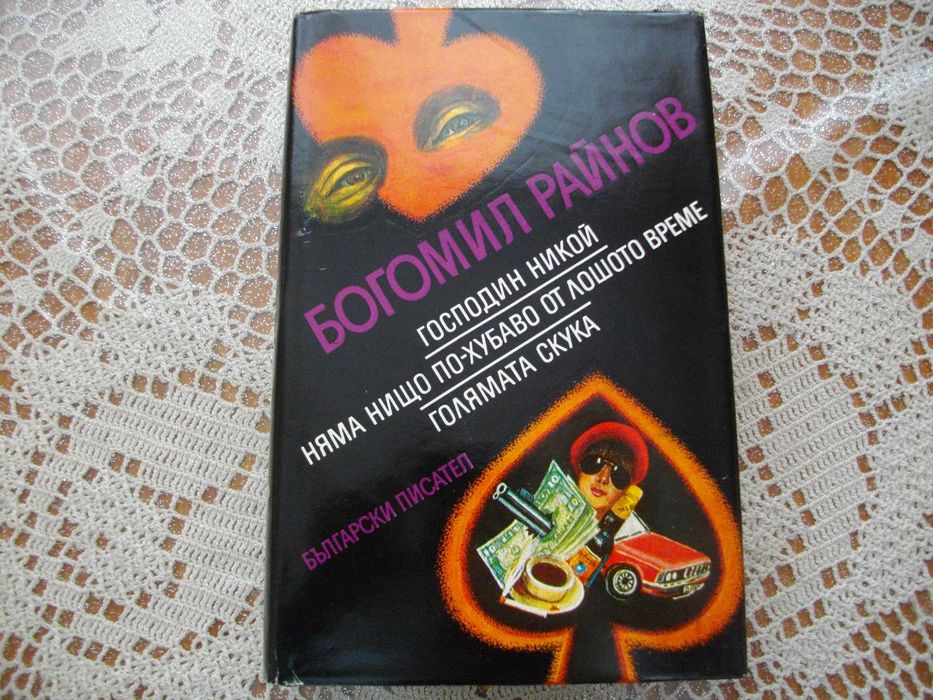 БОГОМИЛ РАЙНОВ
ГОСПОДИН НИКОЙ
НЯМА НИЩО ПО-ХУБАВО ОТ ЛОШОТО ВРЕМЕ
ГОЛЯМАТА СКУКА
БЪЛГАРСКИ ПИСАТЕЛ